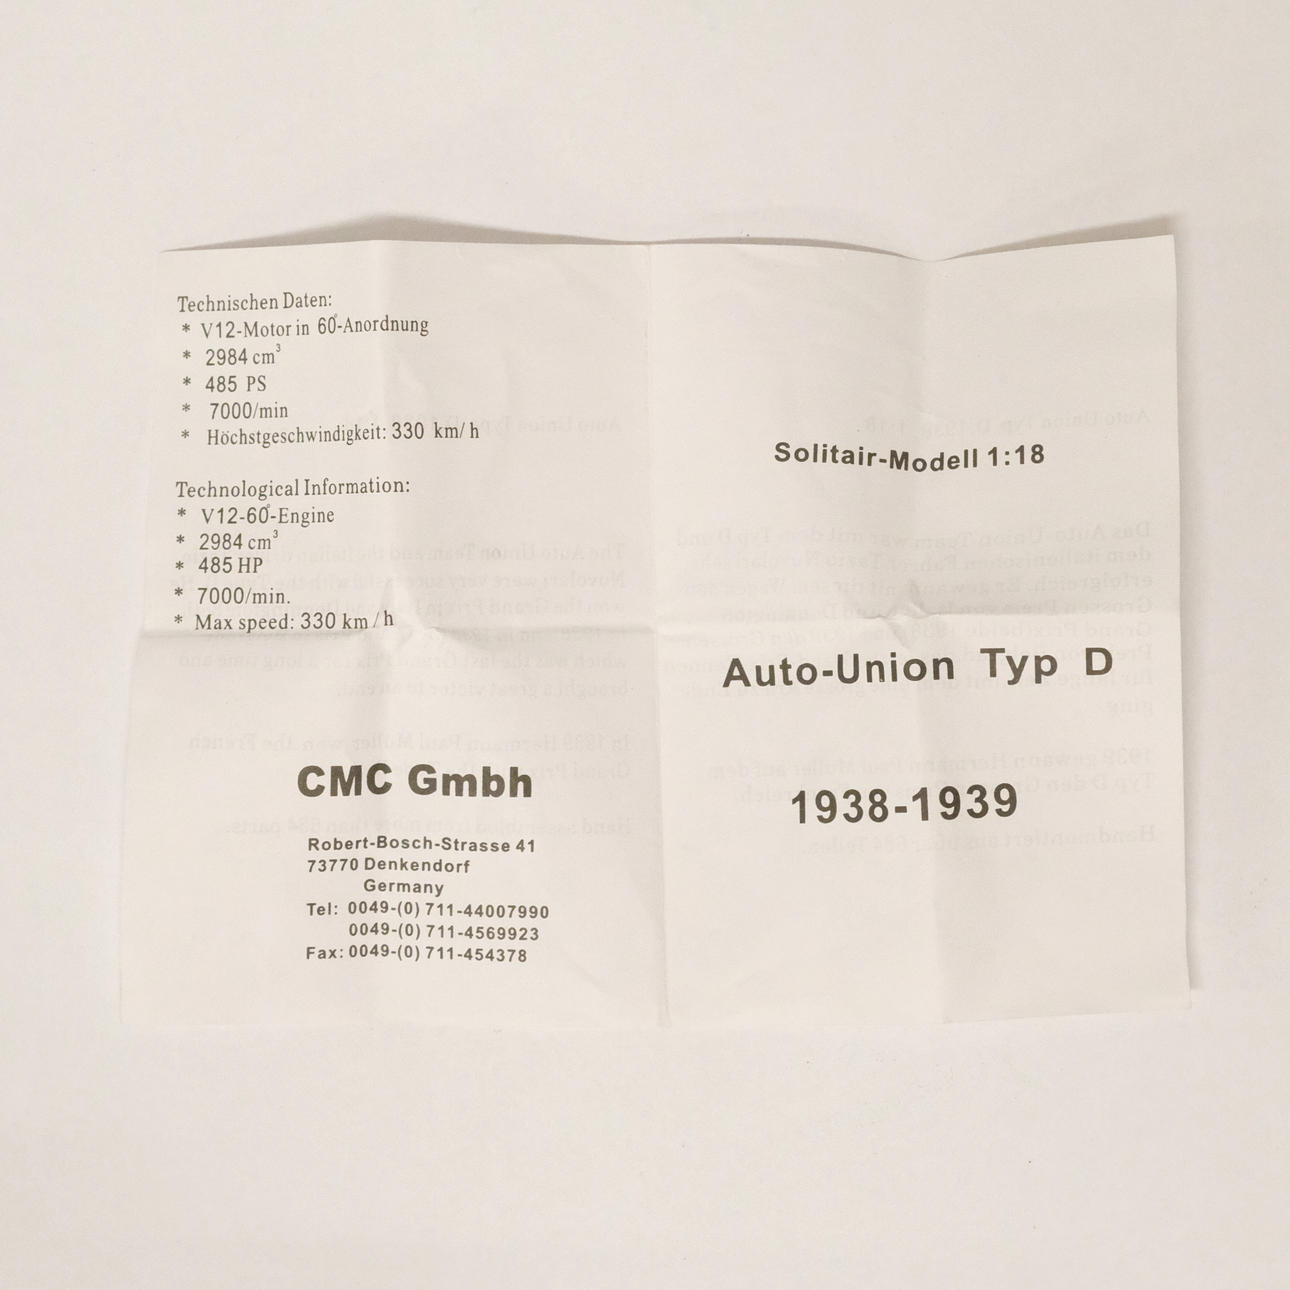 Technischen Daten:
* V12-Motor in 60°-Anordnung
* 2984 cm³
* 485 PS
* 7000/min
* Höchstgeschwindigkeit: 330 km/h
Technological Information:
* V12-60°-Engine
* 2984 cm³
* 485 HP
* 7000/min.
* Max speed: 330 km/h
CMC Gmbh
Robert-Bosch-Strasse 41
73770 Denkendorf
Germany
Tel: 0049-(0) 711-44007990
0049-(0) 711-4569923
Fax: 0049-(0) 711-454378
Solitair-Modell 1:18
Auto-Union Typ D
1938-1939